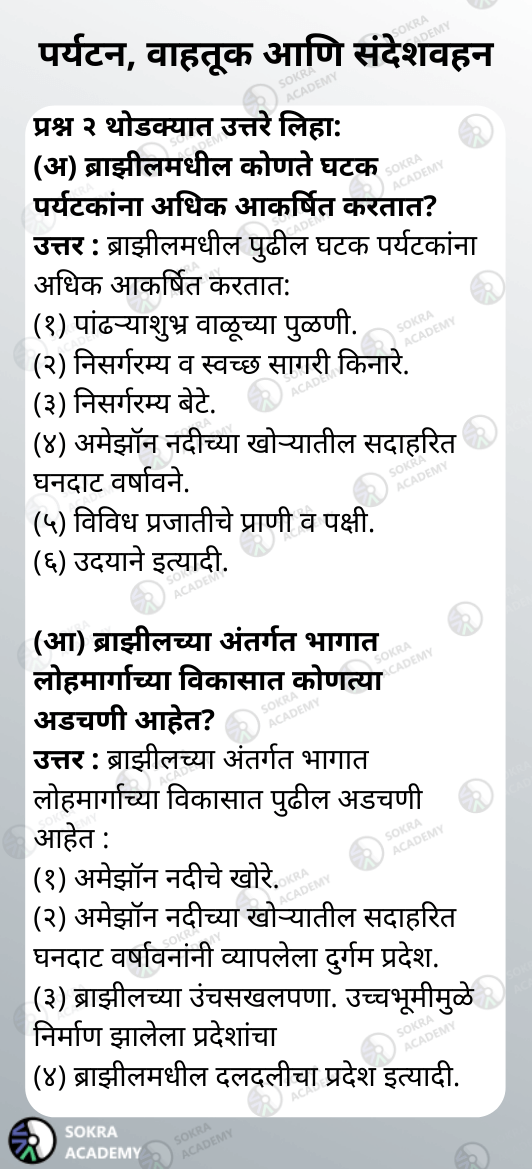 पर्यटन, वाहतूक आणि संदेशवहन
प्रश्न २ थोडक्यात उत्तरे लिहा:
(अ) ब्राझीलमधील कोणते घटक
पर्यटकांना अधिक आकर्षित करतात?
उत्तर : ब्राझीलमधील पुढील घटक पर्यटकांना
अधिक आकर्षित करतात:
(१) पांढऱ्याशुभ्र वाळूच्या पुळणी.
(२) निसर्गरम्य व स्वच्छ सागरी किनारे.
(३) निसर्गरम्य बेटे.
(४) अमेझॉन नदीच्या खोऱ्यातील सदाहरित
घनदाट वर्षावने.
(५) विविध प्रजातीचे प्राणी व पक्षी.
(६) उदयाने इत्यादी.
(आ) ब्राझीलच्या अंतर्गत भागात
लोहमार्गाच्या विकासात कोणत्या
अडचणी आहेत?
उत्तर : ब्राझीलच्या अंतर्गत भागात
लोहमार्गाच्या विकासात पुढील अडचणी
आहेत :
(१) अमेझॉन नदीचे खोरे.
(२) अमेझॉन नदीच्या खोऱ्यातील सदाहरित
घनदाट वर्षावनांनी व्यापलेला दुर्गम प्रदेश.
(३) ब्राझीलच्या उंचसखलपणा. उच्चभूमीमुळे
निर्माण झालेला प्रदेशांचा
(४) ब्राझीलमधील दलदलीचा प्रदेश इत्यादी.
SOKRA
ACADEMY